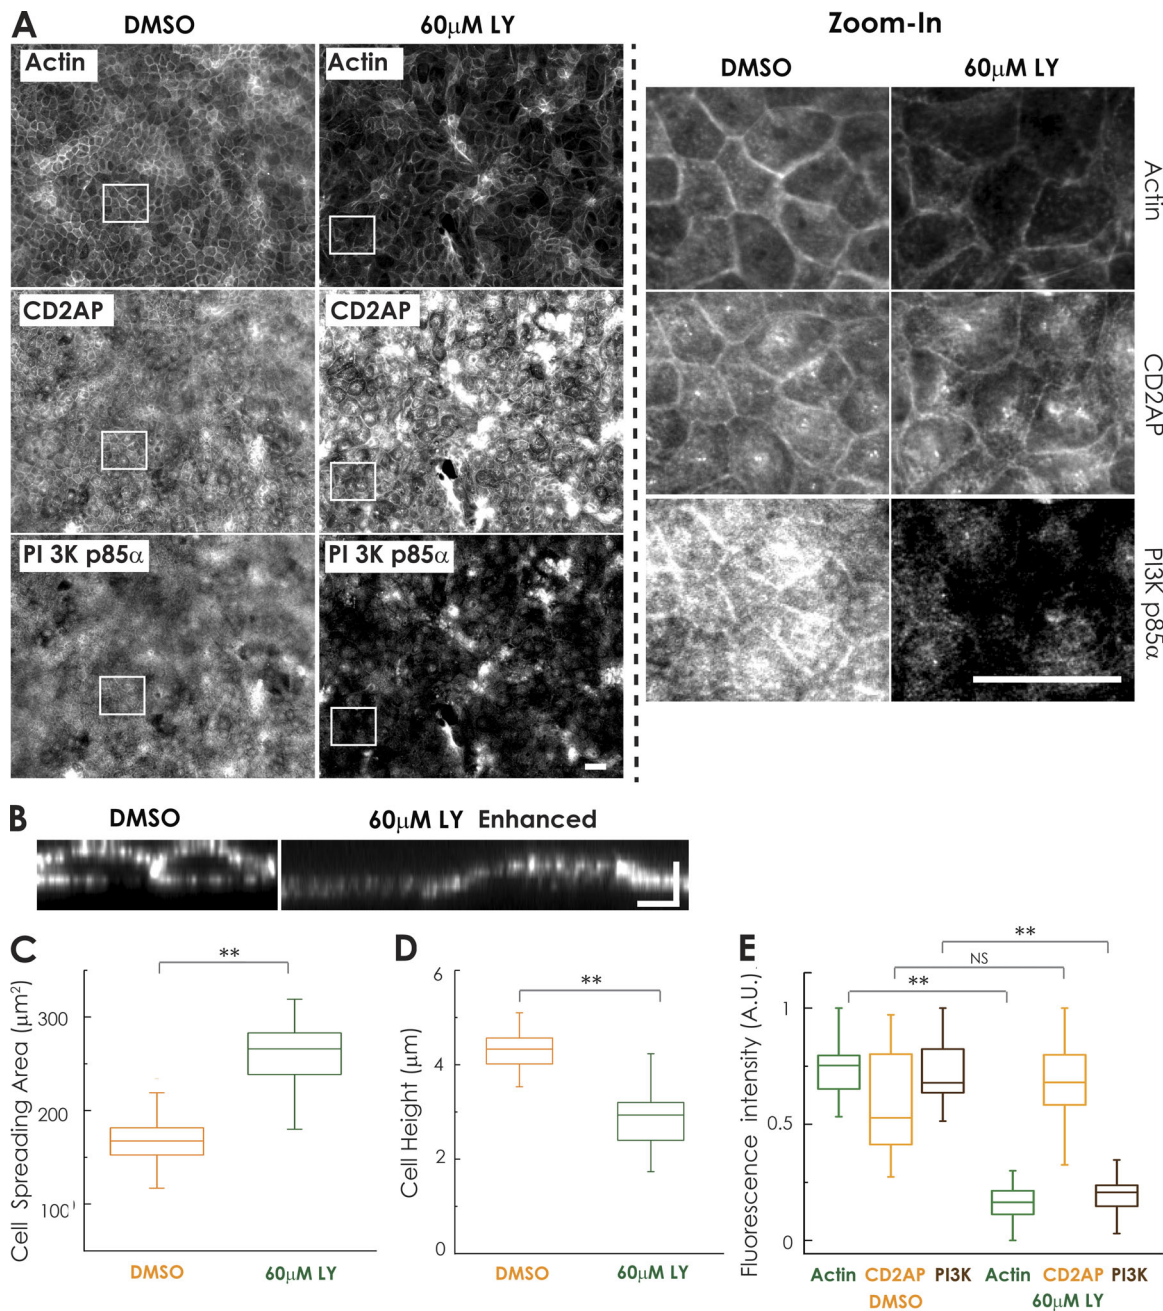 A
DMSO
60μM LY
Zoom-In
DMSO
60μM LY
Actin
Actin
Actin
CD2AP
CD2AP
CD2AP
PI 3K p85α
PI 3K p85α
PI3K p85α
B
DMSO
60μM LY Enhanced
C
**
Cell Spreading Area (μm²)
300
200
100
DMSO
60μM LY
D
**
Cell Height (μm)
6
4
2
0
DMSO
60μM LY
E
**
NS
**
Fluorescence intensity (A.U.)
1
0.5
0
Actin CD2AP PI3K Actin CD2AP PI3K
DMSO 60μM LY